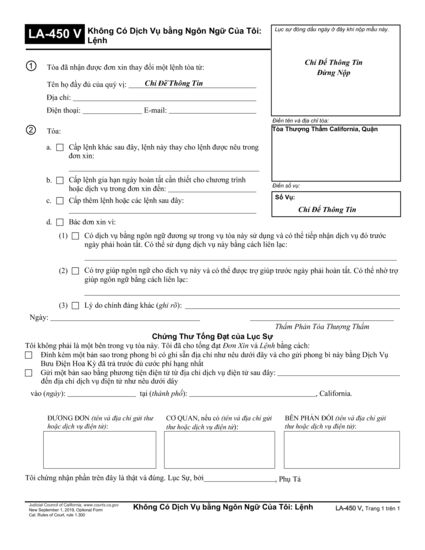 LA-450 V
Không Có Dịch Vụ bằng Ngôn Ngữ Của Tôi:
Lệnh
Lục sự đóng dấu ngày ở đây khi nộp mẫu này.
Chỉ Để Thông Tin
Đừng Nộp
1 Tòa đã nhận được đơn xin thay đổi một lệnh tòa từ:
Tên họ đầy đủ của quý vị: Chỉ Để Thông Tin
Địa chỉ:
Điện thoại: E-mail:
Điền tên và địa chỉ tòa:
Tòa Thượng Thẩm California, Quận
2 Tòa:
a. Cấp lệnh khác sau đây, lệnh này thay cho lệnh được nêu trong
đơn xin:
b. Cấp lệnh gia hạn ngày hoàn tất cần thiết cho chương trình
hoặc dịch vụ trong đơn xin đến:
Điền số vụ:
Số Vụ:
Chỉ Để Thông Tin
c. Cấp thêm lệnh hoặc các lệnh sau đây:
d. Bác đơn xin vì:
(1) Có dịch vụ bằng ngôn ngữ đương sự trong vụ tòa này sử dụng và có thể tiếp nhận dịch vụ đó trước
ngày phải hoàn tất. Có thể sử dụng dịch vụ này bằng cách liên lạc:
(2) Có trợ giúp ngôn ngữ cho dịch vụ này và có thể được trợ giúp trước ngày phải hoàn tất. Có thể nhờ trợ
giúp ngôn ngữ bằng cách liên lạc:
(3) Lý do chính đáng khác (ghi rõ):
Ngày:
Thẩm Phán Tòa Thượng Thẩm
Chứng Thư Tống Đạt của Lục Sự
Tôi không phải là một bên trong vụ tòa này. Tôi đã cho tống đạt Đơn Xin và Lệnh bằng cách:
Đính kèm một bản sao trong phong bì có ghi sẵn địa chỉ như nêu dưới đây và cho gửi phong bì này bằng Dịch Vụ
Bưu Điện Hoa Kỳ đã trả trước cước phí hạng nhất
Gửi một bản sao bằng phương tiện điện tử từ địa chỉ dịch vụ điện tử sau đây:
đến địa chỉ dịch vụ điện tử như nêu dưới đây
vào (ngày): tại (thành phố): , California.
ĐƯƠNG ĐƠN (tên và địa chỉ gửi thư
hoặc dịch vụ điện tử):
CƠ QUAN, nếu có (tên và địa chỉ gửi
thư hoặc dịch vụ điện tử):
BÊN PHẢN ĐỐI (tên và địa chỉ gửi
thư hoặc dịch vụ điện tử):
Tôi chứng nhận phần trên đây là thật và đúng. Lục Sự, bởi , Phụ Tá
Judicial Council of California, www.courts.ca.gov
New September 1, 2019, Optional Form
Cal. Rules of Court, rule 1.300
Không Có Dịch Vụ bằng Ngôn Ngữ Của Tôi: Lệnh
LA-450 V, Trang 1 trên 1